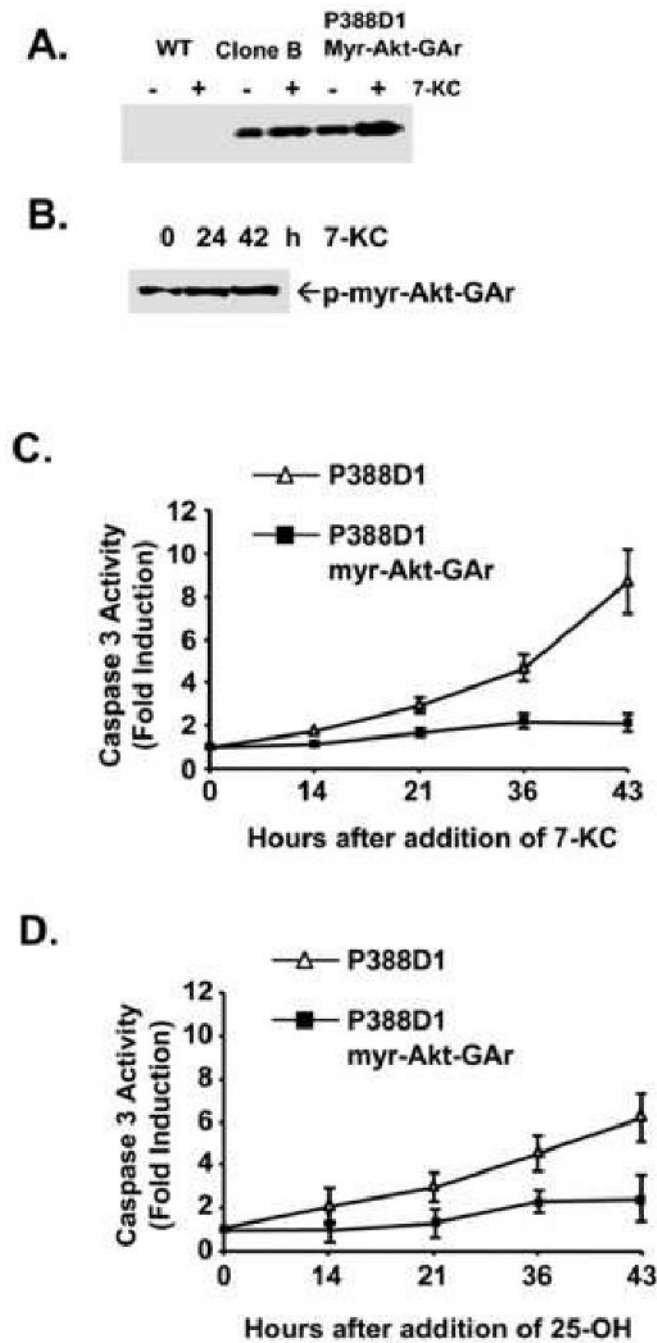 A.
WT Clone B P388D1
Myr-Akt-GAr
- + - + - + 7-KC
B.
0 24 42 h 7-KC
←p-myr-Akt-GAr
C.
P388D1
P388D1
myr-Akt-GAr
Caspase 3 Activity
(Fold Induction)
12
10
8
6
4
2
0
0 14 21 36 43
Hours after addition of 7-KC
D.
P388D1
P388D1
myr-Akt-GAr
Caspase 3 Activity
(Fold Induction)
12
10
8
6
4
2
0
0 14 21 36 43
Hours after addition of 25-OH